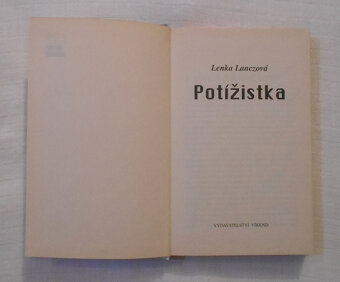 Lenka Lanczová
Potížistka
VYDAVATELSTVÍ VÍKEND